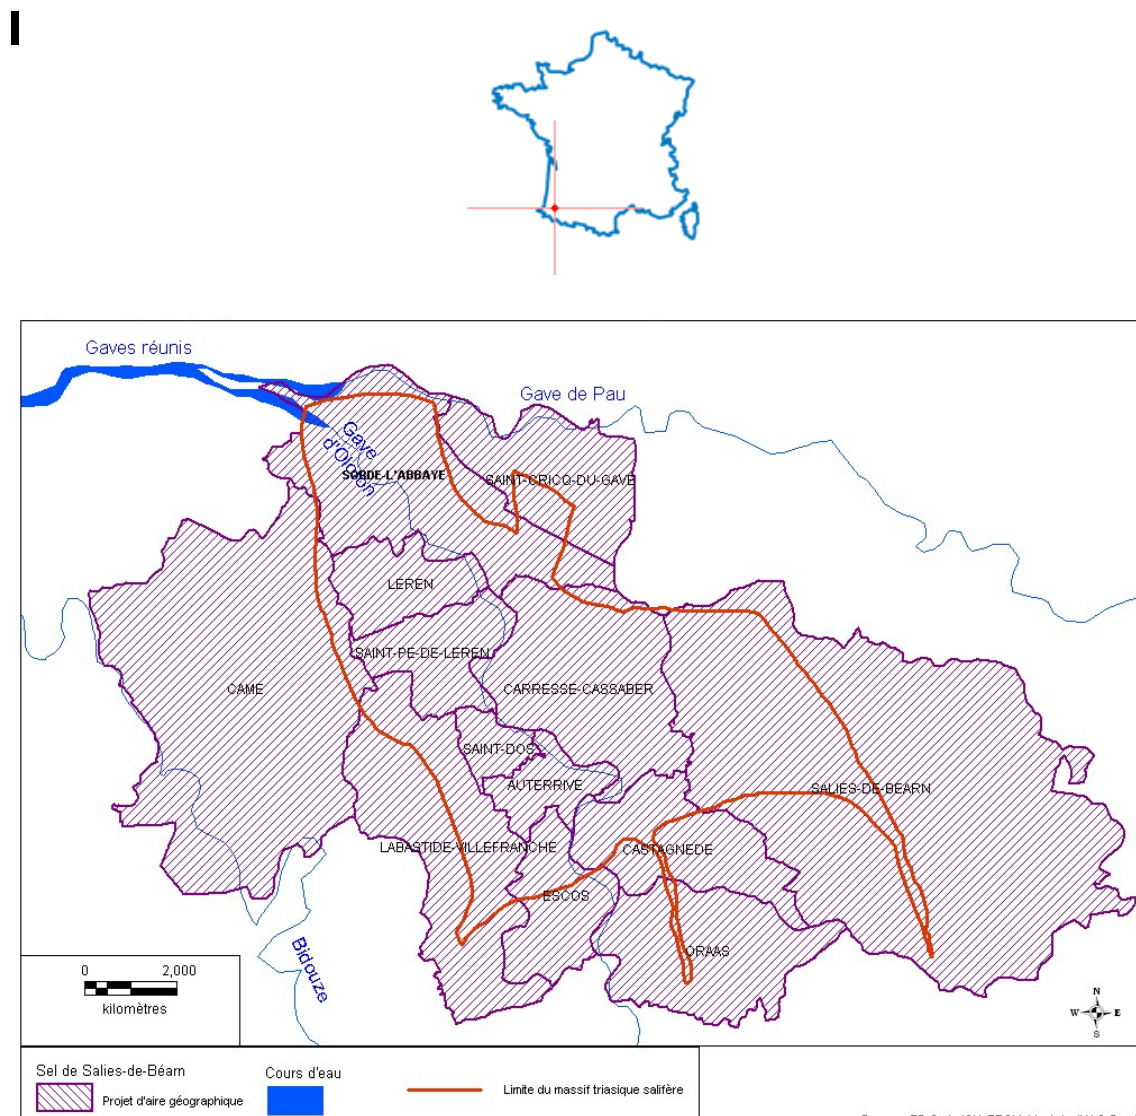 Gaves réunis
Gave de Pau
Gave
d'Oloron
SORDE-L'ABBAYE
SAINT-CRICQ-DU-GAVE
LEREN
SAINT-PE-DE-LEREN
CAME
CARRESSE-CASSABER
SAINT-DOS
AUTERRIVE
SALIES-DE-BEARN
LABASTIDE-VILLEFRANCHE
CASTAGNEDE
ESCOS
ORAAS
Bidouze
0 2,000
kilomètres
N
W E
S
Sel de Salies-de-Béarn
Projet d'aire géographique
Cours d'eau
Limite du massif triasique salifère